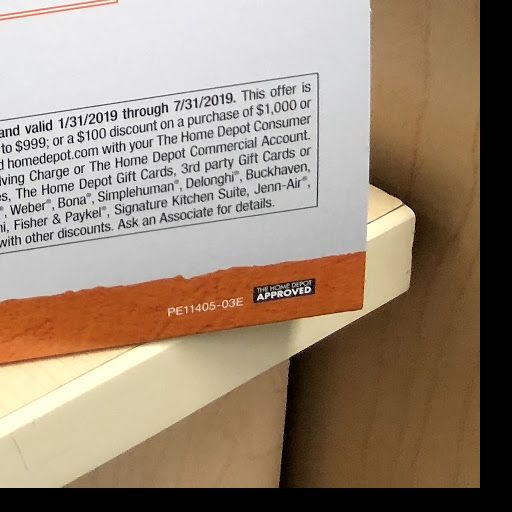 and valid 1/31/2019 through 7/31/2019. This offer is
to $999; or a $100 discount on a purchase of $1,000 or
homedepot.com with your The Home Depot Consumer
ving Charge or The Home Depot Commercial Account.
es, The Home Depot Gift Cards, 3rd party Gift Cards or
®, Weber®, Bona®, Simplehuman®, Delonghi®, Buckhaven,
ni, Fisher & Paykel®, Signature Kitchen Suite, Jenn-Air®,
with other discounts. Ask an Associate for details.
PE11405-03E
THE HOME DEPOT
APPROVED